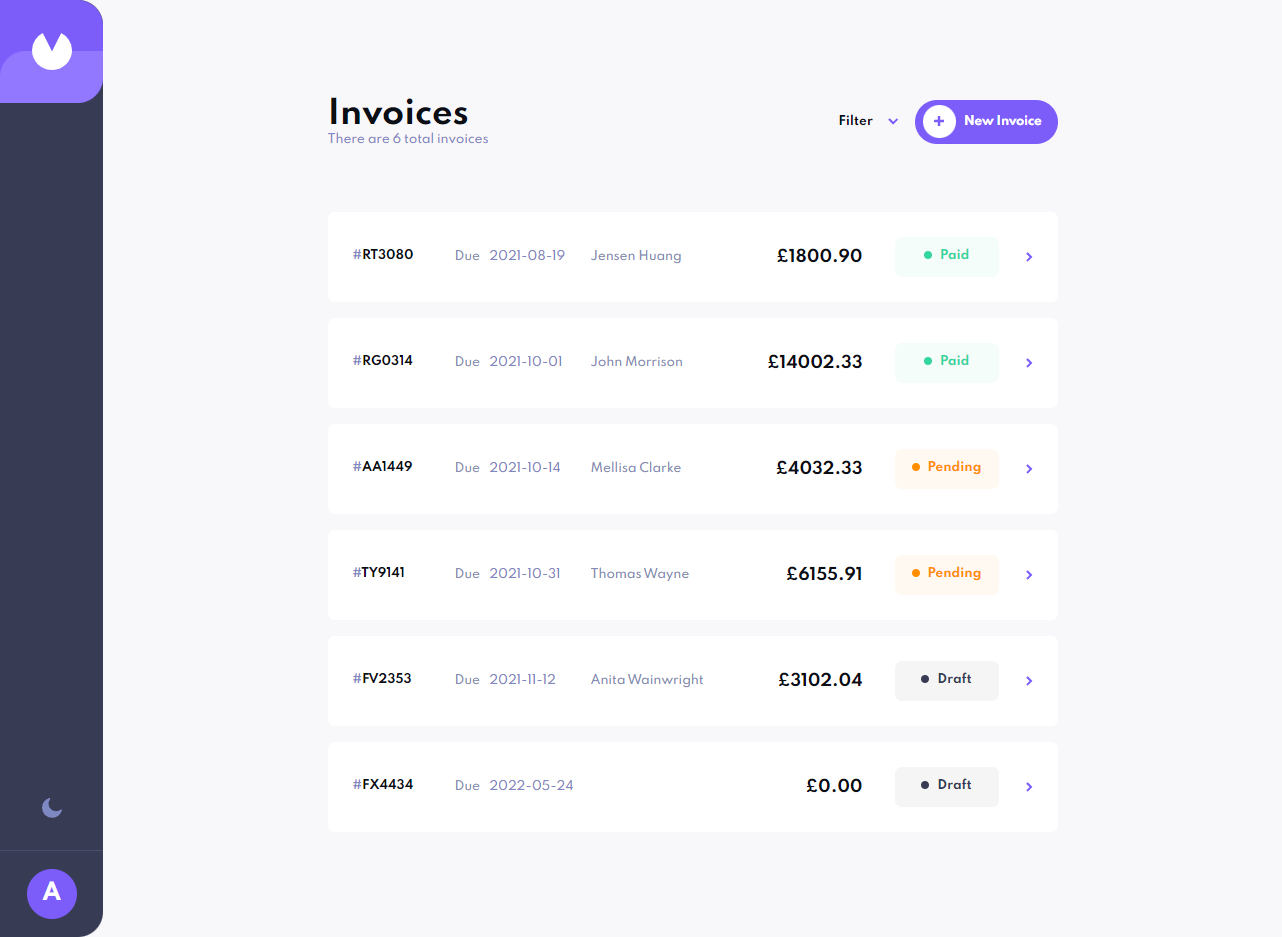 Invoices
There are 6 total invoices
Filter
+ New Invoice
#RT3080 Due 2021-08-19 Jensen Huang £1800.90 Paid
#RG0314 Due 2021-10-01 John Morrison £14002.33 Paid
#AA1449 Due 2021-10-14 Mellisa Clarke £4032.33 Pending
#TY9141 Due 2021-10-31 Thomas Wayne £6155.91 Pending
#FV2353 Due 2021-11-12 Anita Wainwright £3102.04 Draft
#FX4434 Due 2022-05-24 £0.00 Draft
A